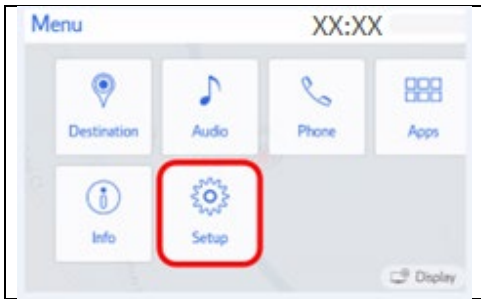 Menu XX:XX
Destination Audio Phone Apps
Info Setup
Display